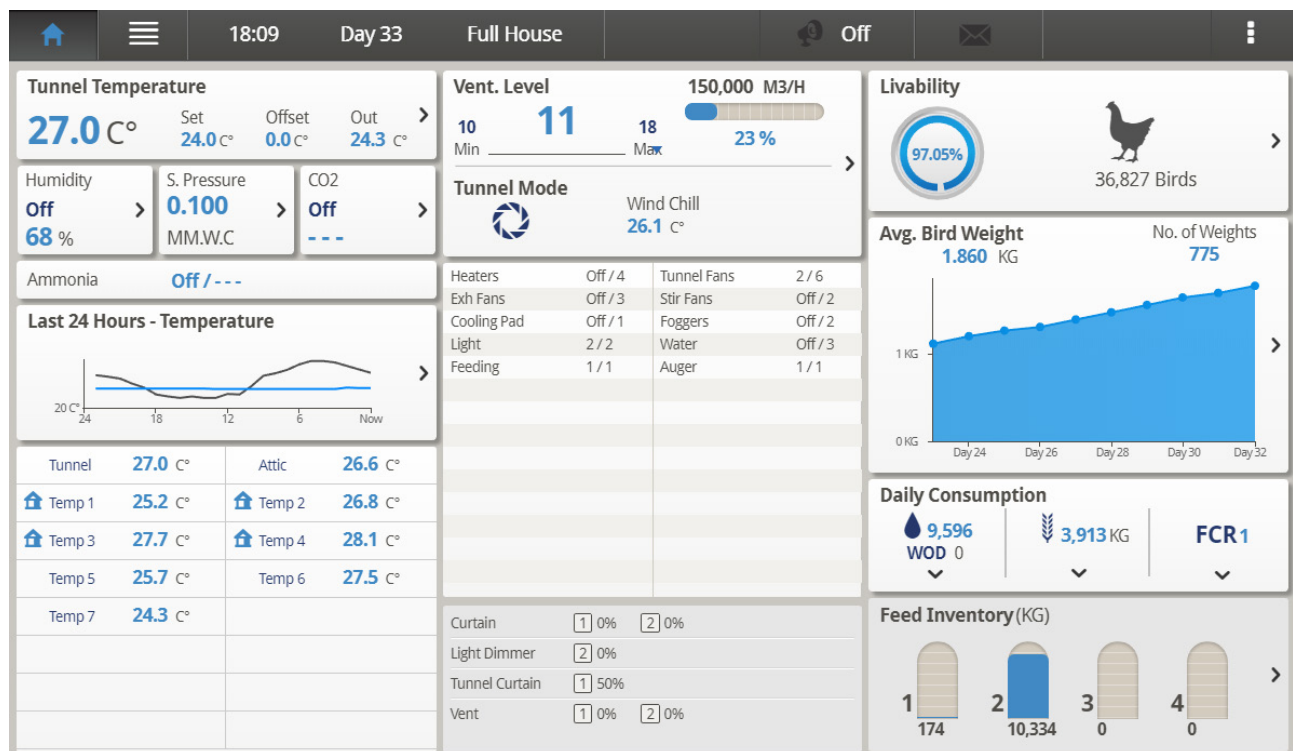 18:09 Day 33 Full House Off
Tunnel Temperature
27.0 C° Set 24.0 C° Offset 0.0 C° Out 24.3 C°
Humidity
Off
68 %
S. Pressure
0.100
MM.W.C
CO2
Off
- - -
Ammonia Off / - - -
Last 24 Hours - Temperature
20 C°
24 18 12 6 Now
Tunnel 27.0 C° Attic 26.6 C°
Temp 1 25.2 C° Temp 2 26.8 C°
Temp 3 27.7 C° Temp 4 28.1 C°
Temp 5 25.7 C° Temp 6 27.5 C°
Temp 7 24.3 C°
Vent. Level 150,000 M3/H
10 11 18 23 %
Min Max
Tunnel Mode
Wind Chill
26.1 C°
Heaters Off / 4 Tunnel Fans 2 / 6
Exh Fans Off / 3 Stir Fans Off / 2
Cooling Pad Off / 1 Foggers Off / 2
Light 2 / 2 Water Off / 3
Feeding 1 / 1 Auger 1 / 1
Curtain 1 0% 2 0%
Light Dimmer 2 0%
Tunnel Curtain 1 50%
Vent 1 0% 2 0%
Livability
97.05%
36,827 Birds
Avg. Bird Weight No. of Weights
1.860 KG 775
1 KG
0 KG
Day 24 Day 26 Day 28 Day 30 Day 32
Daily Consumption
9,596 3,913 KG FCR 1
WOD 0
Feed Inventory (KG)
1 2 3 4
174 10,334 0 0